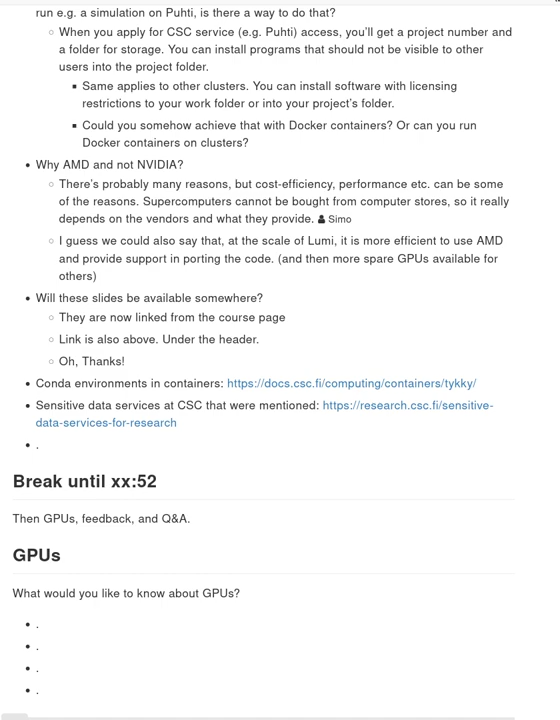 run e.g. a simulation on Puhti, is there a way to do that?
○ When you apply for CSC service (e.g. Puhti) access, you'll get a project number and
a folder for storage. You can install programs that should not be visible to other
users into the project folder.
▪ Same applies to other clusters. You can install software with licensing
restrictions to your work folder or into your project's folder.
▪ Could you somehow achieve that with Docker containers? Or can you run
Docker containers on clusters?
• Why AMD and not NVIDIA?
○ There's probably many reasons, but cost-efficiency, performance etc. can be some
of the reasons. Supercomputers cannot be bought from computer stores, so it really
depends on the vendors and what they provide. Simo
○ I guess we could also say that, at the scale of Lumi, it is more efficient to use AMD
and provide support in porting the code. (and then more spare GPUs available for
others)
• Will these slides be available somewhere?
○ They are now linked from the course page
○ Link is also above. Under the header.
○ Oh, Thanks!
• Conda environments in containers: https://docs.csc.fi/computing/containers/tykky/
• Sensitive data services at CSC that were mentioned: https://research.csc.fi/sensitive-
data-services-for-research
• .
Break until xx:52
Then GPUs, feedback, and Q&A.
GPUs
What would you like to know about GPUs?
• .
• .
• .
• .